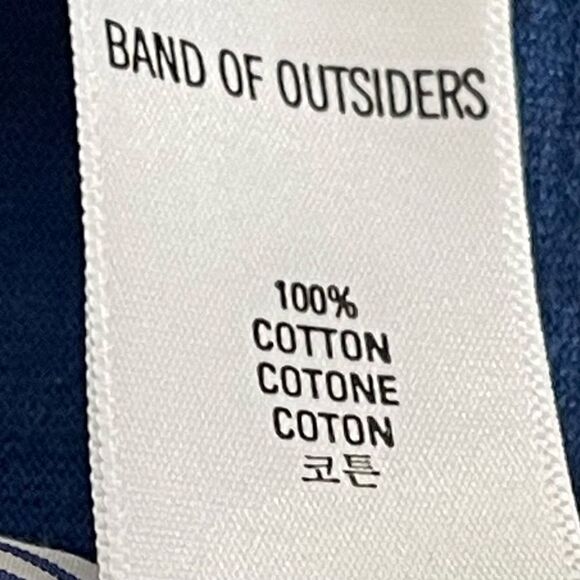 BAND OF OUTSIDERS
100%
COTTON
COTONE
COTON
코튼